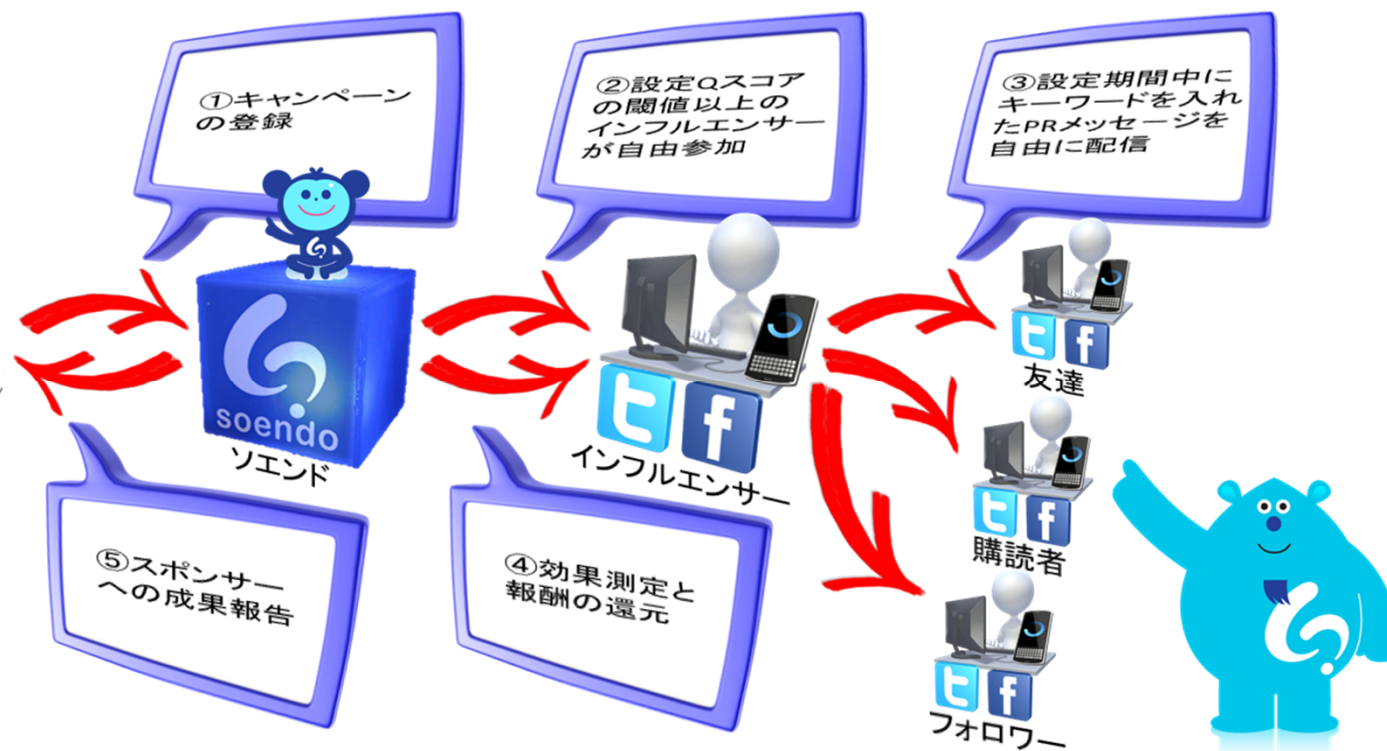 ①キャンペーン
の登録
②設定Qスコア
の閾値以上の
インフルエンサー
が自由参加
③設定期間中に
キーワードを入れ
たPRメッセージを
自由に配信
soendo
ソエンド
インフルエンサー
友達
購読者
フォロワー
④効果測定と
報酬の還元
⑤スポンサー
への成果報告